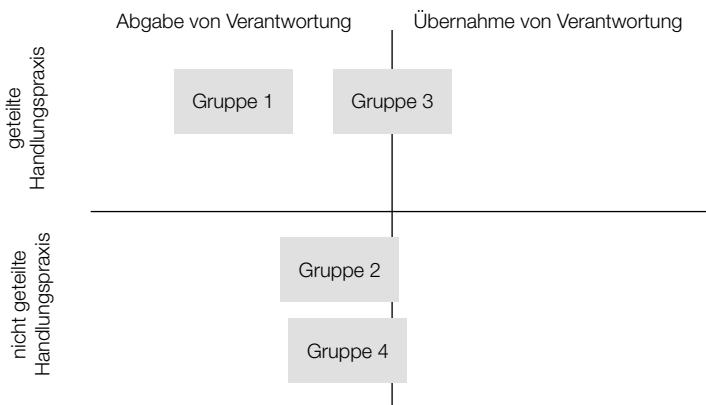 Abgabe von Verantwortung
Übernahme von Verantwortung
geteilte
Handlungspraxis
Gruppe 1
Gruppe 3
nicht geteilte
Handlungspraxis
Gruppe 2
Gruppe 4